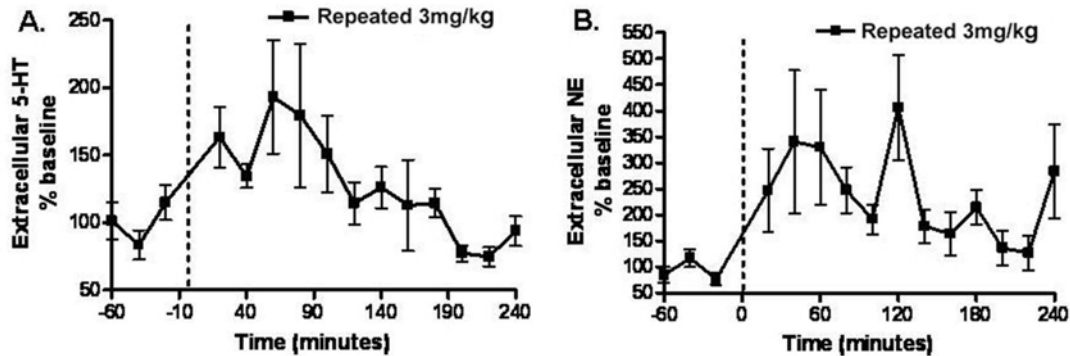 A.
Repeated 3mg/kg
Extracellular 5-HT
% baseline
250
200
150
100
50
-60
-10
40
90
140
190
240
Time (minutes)
B.
Repeated 3mg/kg
Extracellular NE
% baseline
550
500
450
400
350
300
250
200
150
100
50
-60
0
60
120
180
240
Time (minutes)